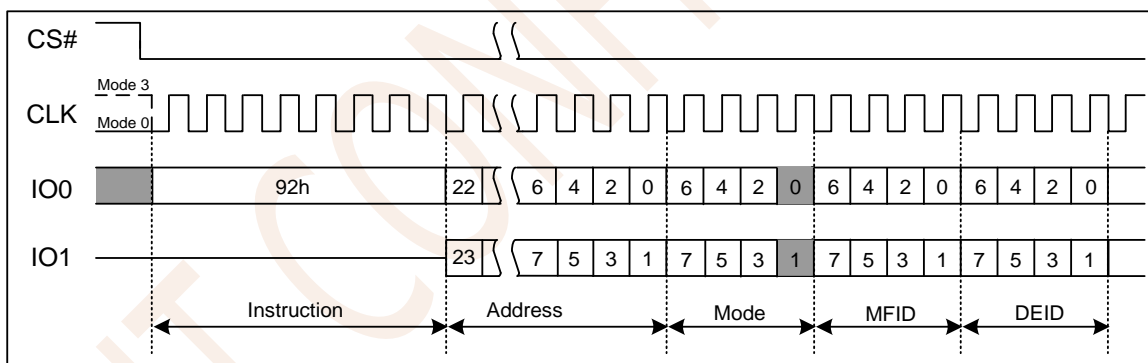 CS#
Mode 3
CLK
Mode 0
IO0 92h 22 6 4 2 0 6 4 2 0 6 4 2 0 6 4 2 0
IO1 23 7 5 3 1 7 5 3 1 7 5 3 1 7 5 3 1
Instruction Address Mode MFID DEID